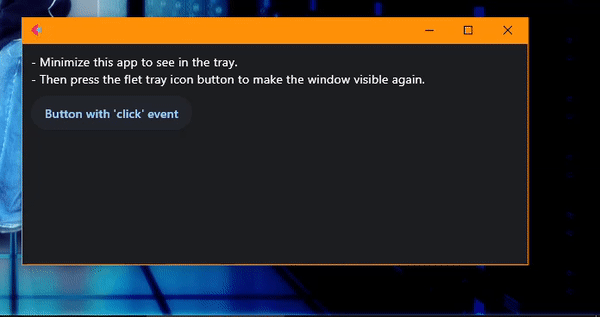 - Minimize this app to see in the tray.
- Then press the flet tray icon button to make the window visible again.
Button with 'click' event